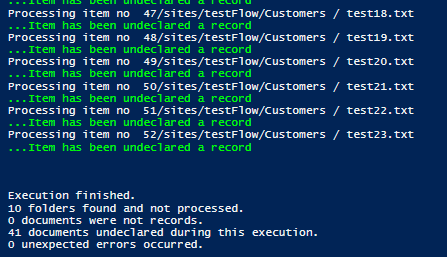 ...Item has been undeclared a record
Processing item no  47/sites/testFlow/Customers / test18.txt
...Item has been undeclared a record
Processing item no  48/sites/testFlow/Customers / test19.txt
...Item has been undeclared a record
Processing item no  49/sites/testFlow/Customers / test20.txt
...Item has been undeclared a record
Processing item no  50/sites/testFlow/Customers / test21.txt
...Item has been undeclared a record
Processing item no  51/sites/testFlow/Customers / test22.txt
...Item has been undeclared a record
Processing item no  52/sites/testFlow/Customers / test23.txt
...Item has been undeclared a record
Execution finished.
10 folders found and not processed.
0 documents were not records.
41 documents undeclared during this execution.
0 unexpected errors occurred.